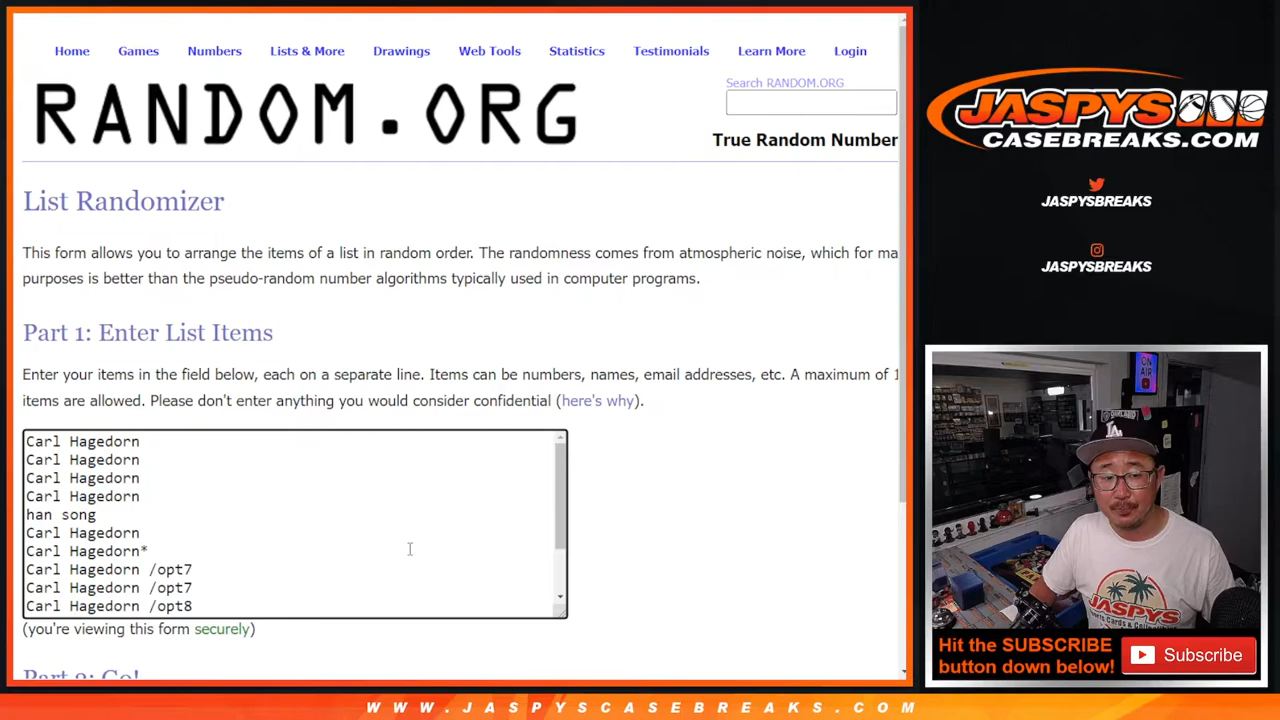 Home Games Numbers Lists & More Drawings Web Tools Statistics Testimonials Learn More Login
RANDOM.ORG
Search RANDOM.ORG
True Random Number
List Randomizer
This form allows you to arrange the items of a list in random order. The randomness comes from atmospheric noise, which for ma
purposes is better than the pseudo-random number algorithms typically used in computer programs.
Part 1: Enter List Items
Enter your items in the field below, each on a separate line. Items can be numbers, names, email addresses, etc. A maximum of 1
items are allowed. Please don't enter anything you would consider confidential (here's why).
Carl Hagedorn
Carl Hagedorn
Carl Hagedorn
Carl Hagedorn
han song
Carl Hagedorn
Carl Hagedorn*
Carl Hagedorn /opt7
Carl Hagedorn /opt7
Carl Hagedorn /opt8
(you're viewing this form securely)
Part 2: Go!
JASPYS
CASEBREAKS.COM
JASPYSBREAKS
JASPYSBREAKS
ON
AIR
LA
JASPYS
Hit the SUBSCRIBE
button down below!
Subscribe
WWW.JASPYSCASEBREAKS.COM